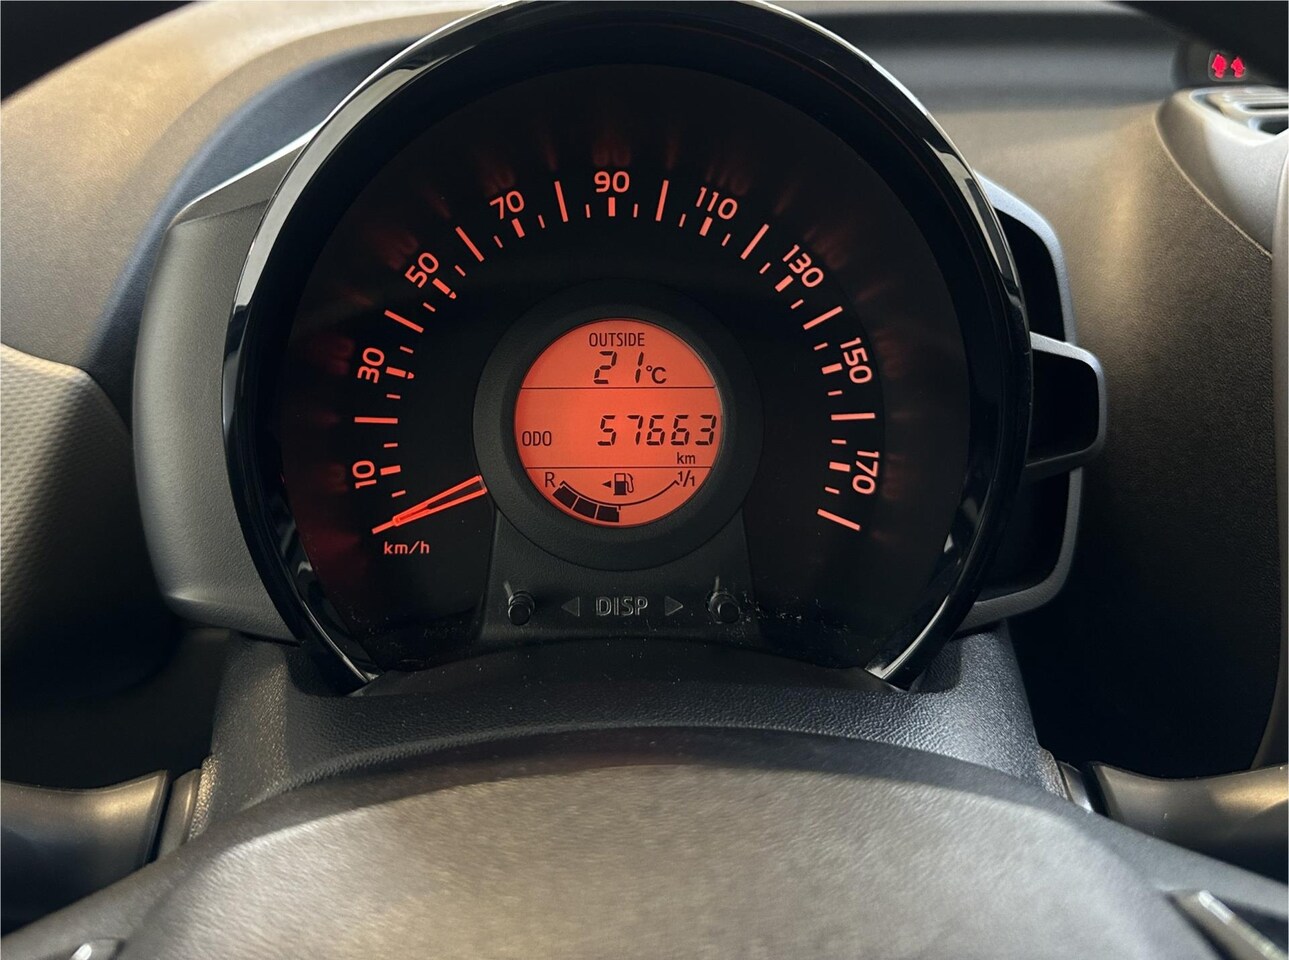 90
70
110
50
130
30
150
10
170
km/h
OUTSIDE
21°C
ODO 57663
km
R 1/1
DISP